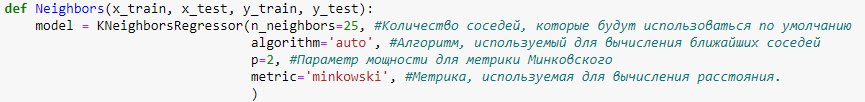 def Neighbors(x_train, x_test, y_train, y_test):
    model = KNeighborsRegressor(n_neighbors=25, #Количество соседей, которые будут использоваться по умолчанию
                                algorithm='auto', #Алгоритм, используемый для вычисления ближайших соседей
                                p=2, #Параметр мощности для метрики Минковского
                                metric='minkowski', #Метрика, используемая для вычисления расстояния.
                                )